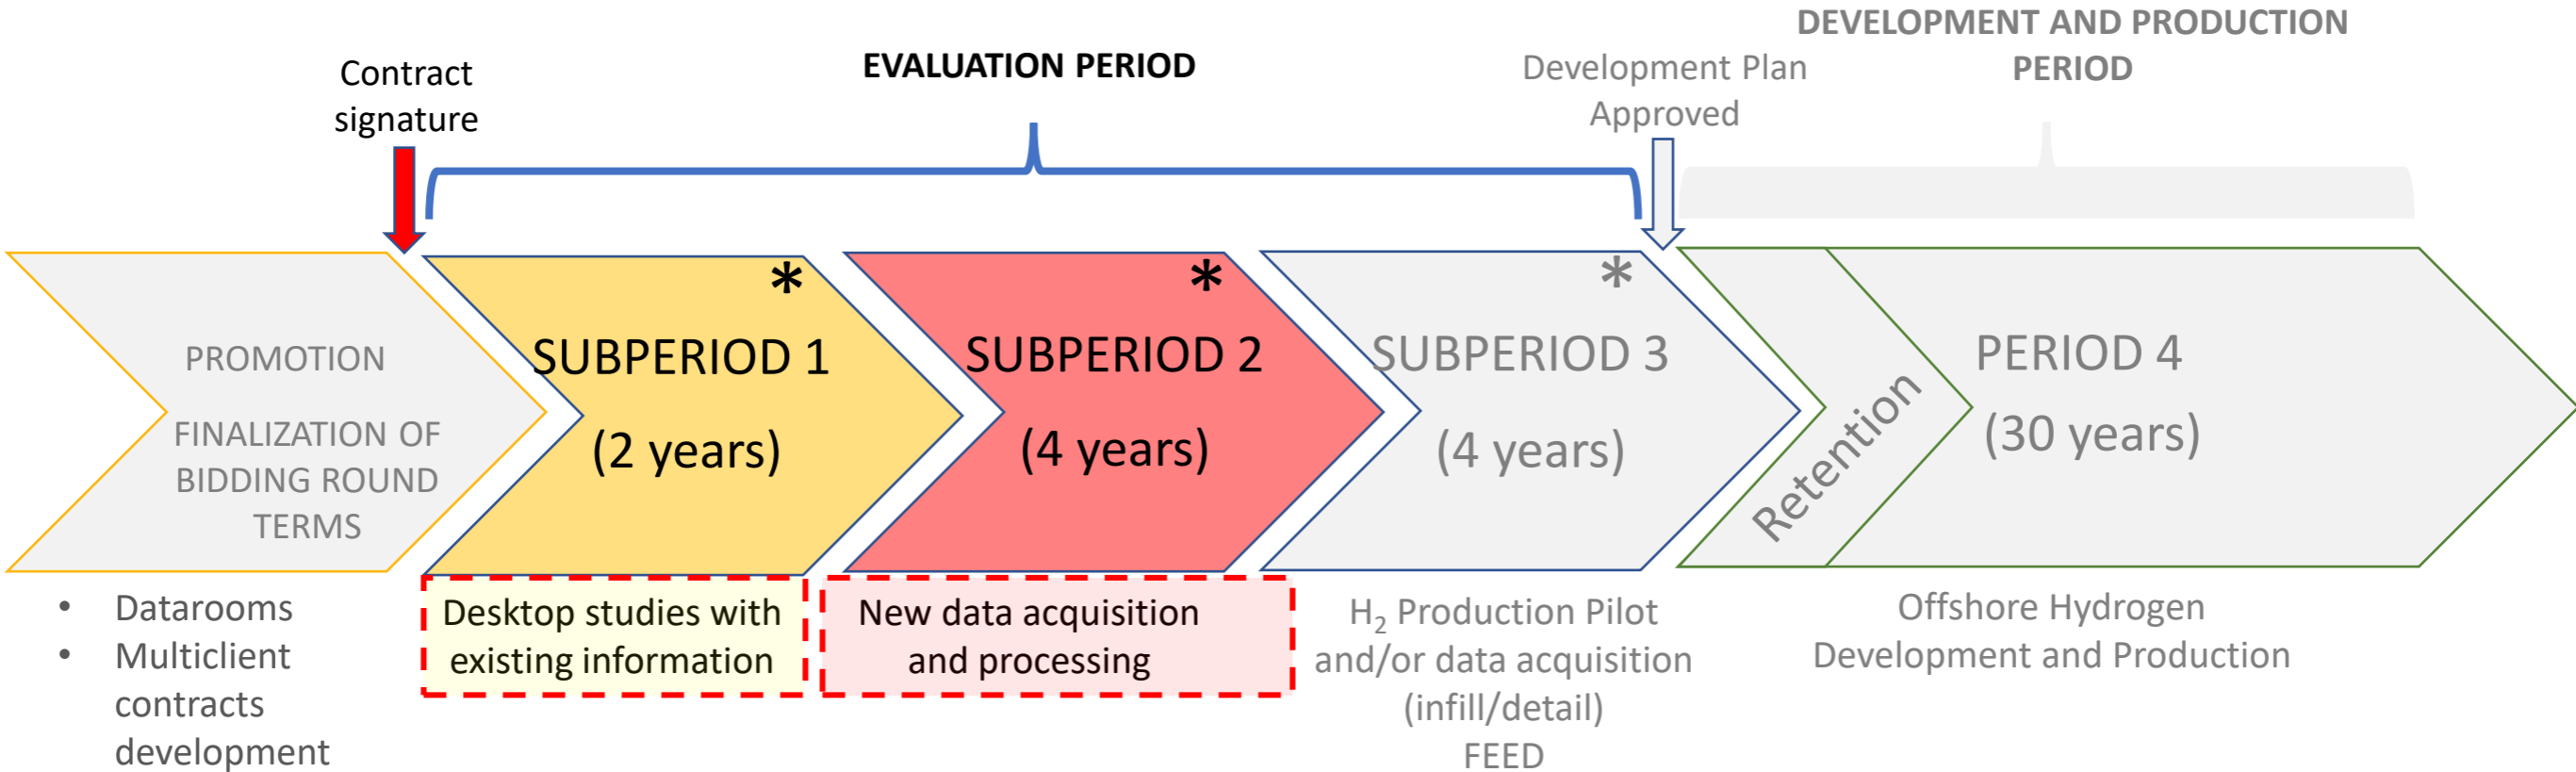 Contract
signature
EVALUATION PERIOD
Development Plan
Approved
DEVELOPMENT AND PRODUCTION
PERIOD
PROMOTION
FINALIZATION OF
BIDDING ROUND
TERMS
*
SUBPERIOD 1
(2 years)
*
SUBPERIOD 2
(4 years)
*
SUBPERIOD 3
(4 years)
Retention
PERIOD 4
(30 years)
• Datarooms
• Multiclient
contracts
development
Desktop studies with
existing information
New data acquisition
and processing
H₂ Production Pilot
and/or data acquisition
(infill/detail)
FEED
Offshore Hydrogen
Development and Production